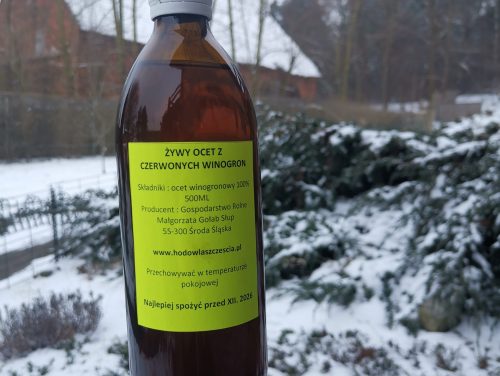 ŻYWY OCET Z
CZERWONYCH WINOGRON
Składniki : ocet winogronowy 100%
500ML
Producent : Gospodarstwo Rolne
Małgorzata Gołab Słup
55-300 Środa Śląska
www.hodowlaszczescia.pl
Przechowywać w temperaturze
pokojowej
Najlepiej spożyć przed XII. 2026